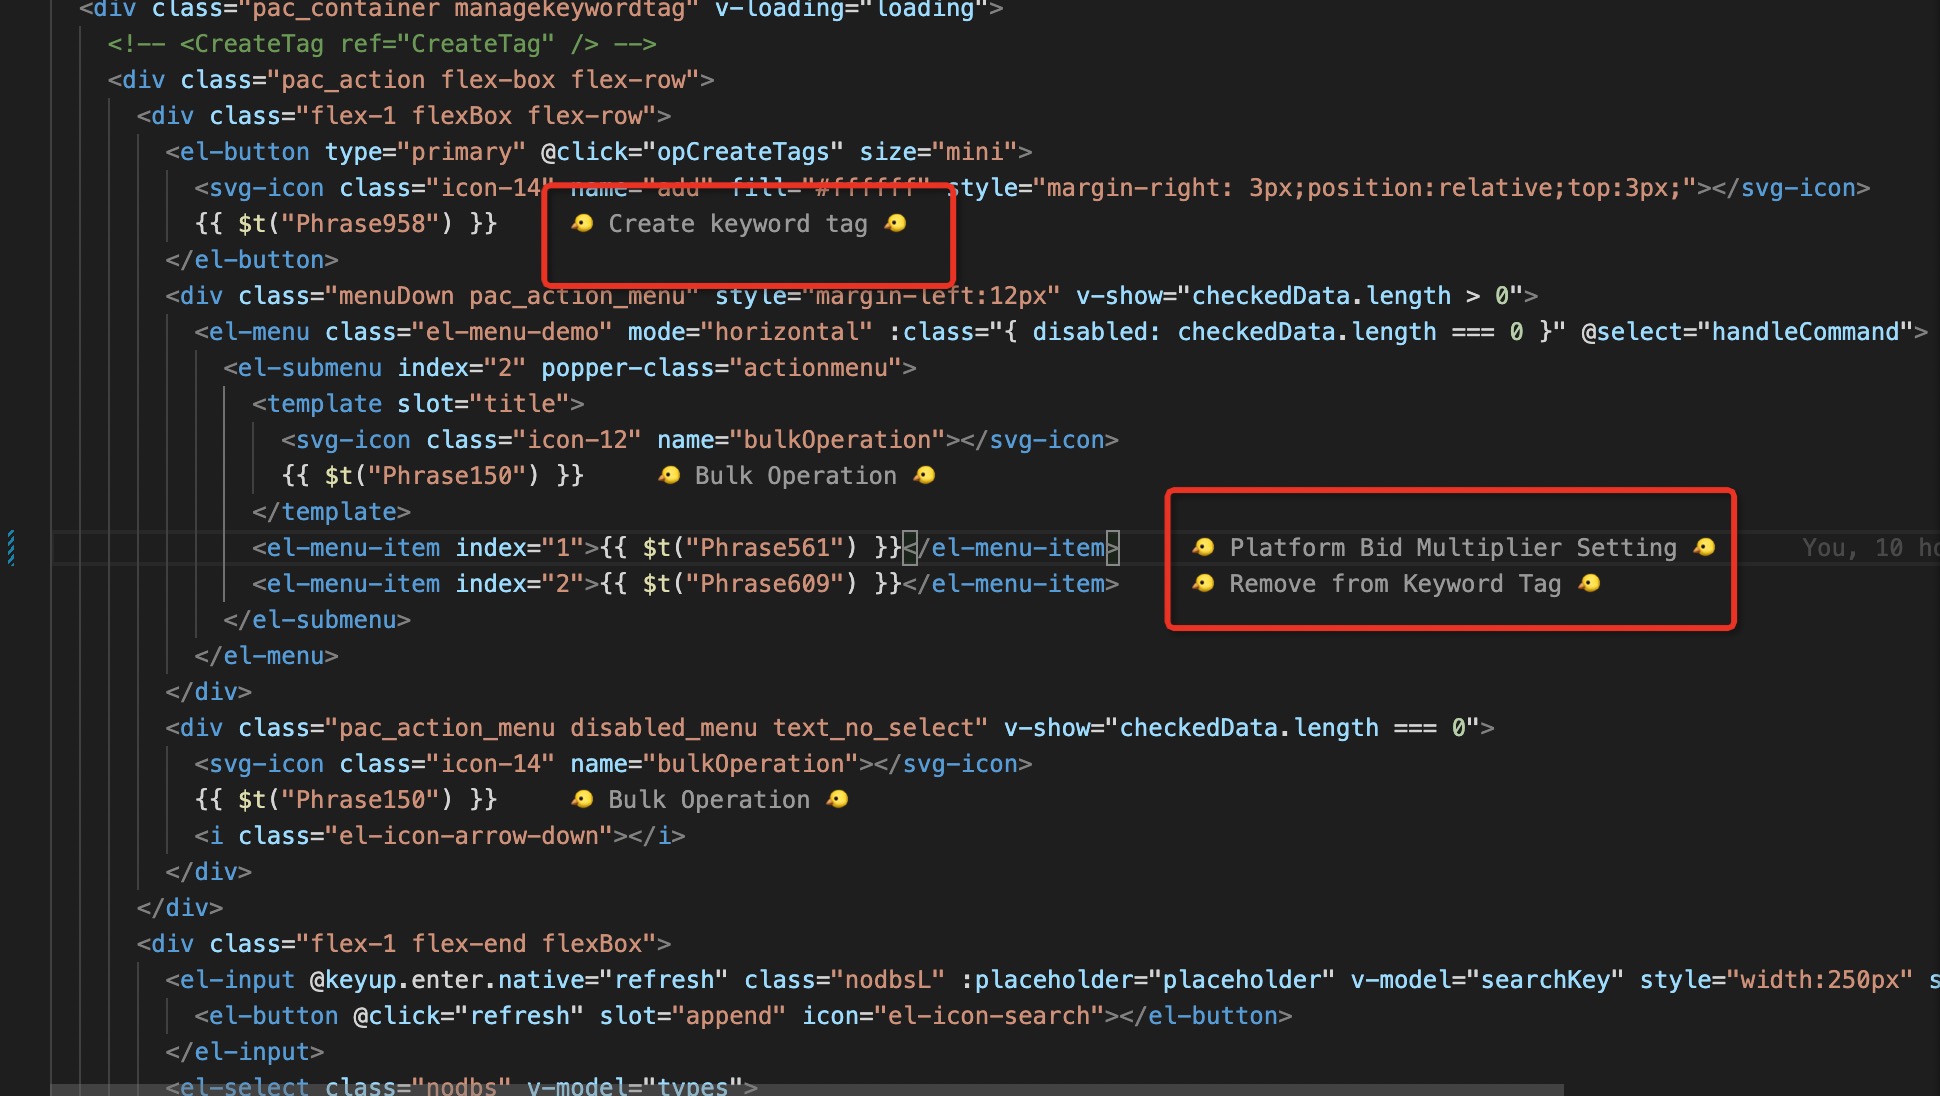 <div class="pac_container managekeywordtag" v-loading="loading">
<!-- <CreateTag ref="CreateTag" /> -->
<div class="pac_action flex-box flex-row">
<div class="flex-1 flexBox flex-row">
<el-button type="primary" @click="opCreateTags" size="mini">
<svg-icon class="icon-14" name="add" fill="#ffffff" style="margin-right: 3px;position:relative;top:3px;"></svg-icon>
{{ $t("Phrase958") }} Create keyword tag
</el-button>
<div class="menuDown pac_action_menu" style="margin-left:12px" v-show="checkedData.length > 0">
<el-menu class="el-menu-demo" mode="horizontal" :class="{ disabled: checkedData.length === 0 }" @select="handleCommand">
<el-submenu index="2" popper-class="actionmenu">
<template slot="title">
<svg-icon class="icon-12" name="bulkOperation"></svg-icon>
{{ $t("Phrase150") }} Bulk Operation
</template>
<el-menu-item index="1">{{ $t("Phrase561") }}</el-menu-item> Platform Bid Multiplier Setting You, 10
<el-menu-item index="2">{{ $t("Phrase609") }}</el-menu-item> Remove from Keyword Tag
</el-submenu>
</el-menu>
</div>
<div class="pac_action_menu disabled_menu text_no_select" v-show="checkedData.length === 0">
<svg-icon class="icon-14" name="bulkOperation"></svg-icon>
{{ $t("Phrase150") }} Bulk Operation
<i class="el-icon-arrow-down"></i>
</div>
</div>
<div class="flex-1 flex-end flexBox">
<el-input @keyup.enter.native="refresh" class="nodbsL" :placeholder="placeholder" v-model="searchKey" style="width:250px"
<el-button @click="refresh" slot="append" icon="el-icon-search"></el-button>
</el-input>
<el-select class="nodbs" v-model="types">